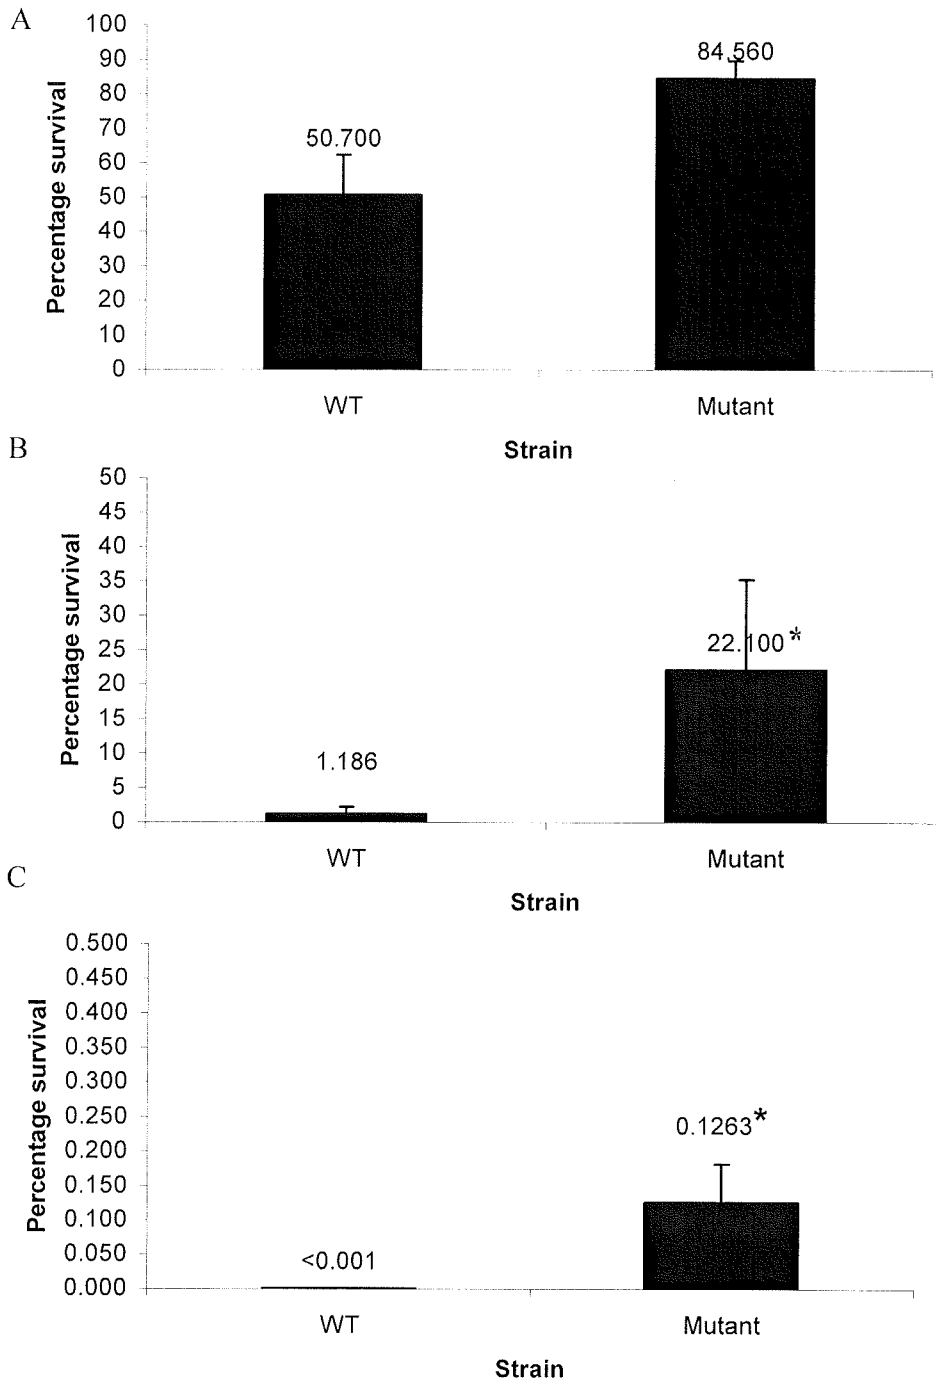 A
Percentage survival
100
90
80
70
60
50
40
30
20
10
0
50.700
84.560
WT
Mutant
Strain
B
Percentage survival
50
45
40
35
30
25
20
15
10
5
0
1.186
22.100*
WT
Mutant
Strain
C
Percentage survival
0.500
0.450
0.400
0.350
0.300
0.250
0.200
0.150
0.100
0.050
0.000
<0.001
0.1263*
WT
Mutant
Strain